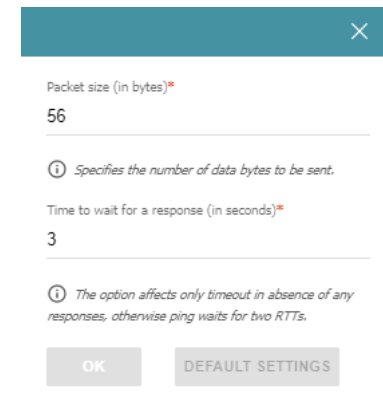 Packet size (in bytes)*
56
Specifies the number of data bytes to be sent.
Time to wait for a response (in seconds)*
3
The option affects only timeout in absence of any
responses, otherwise ping waits for two RTTs.
OK DEFAULT SETTINGS